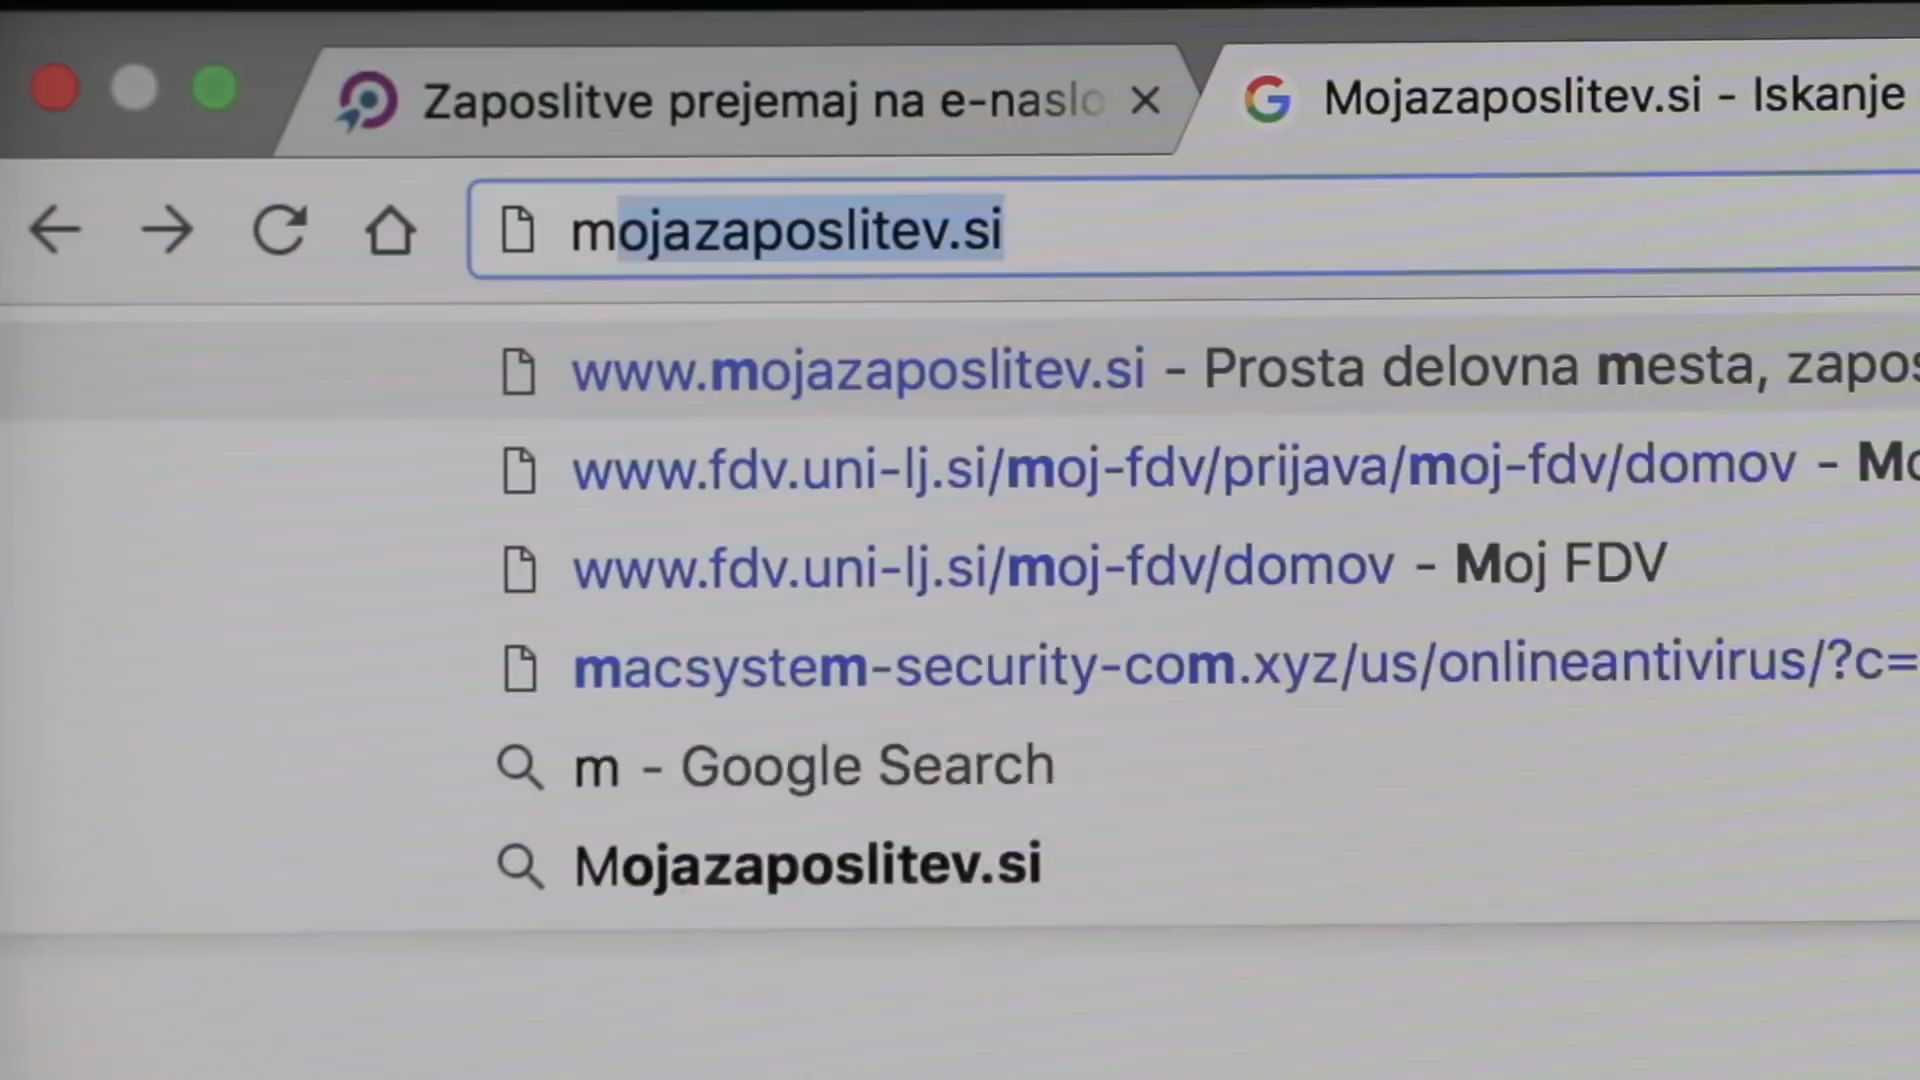 Zaposlitve prejemaj na e-naslo
Mojazaposlitev.si - Iskanje
mojazaposlitev.si
www.mojazaposlitev.si - Prosta delovna mesta, zapos
www.fdv.uni-lj.si/moj-fdv/prijava/moj-fdv/domov - Mo
www.fdv.uni-lj.si/moj-fdv/domov - Moj FDV
macsystem-security-com.xyz/us/onlineantivirus/?c=
m - Google Search
Mojazaposlitev.si